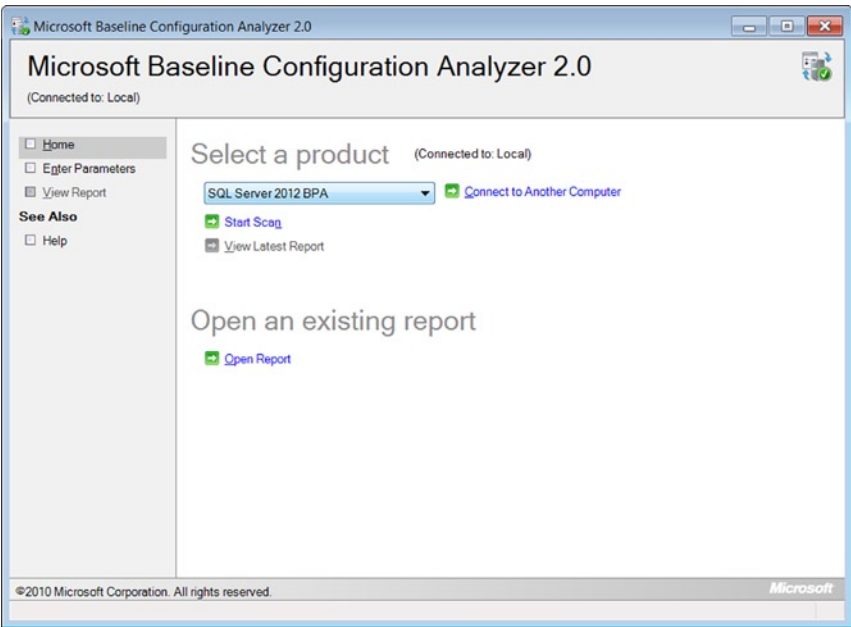 Microsoft Baseline Configuration Analyzer 2.0
Microsoft Baseline Configuration Analyzer 2.0
(Connected to: Local)
Home
Enter Parameters
View Report
See Also
Help
Select a product (Connected to: Local)
SQL Server 2012 BPA Connect to Another Computer
Start Scan
View Latest Report
Open an existing report
Open Report
©2010 Microsoft Corporation. All rights reserved. Microsoft